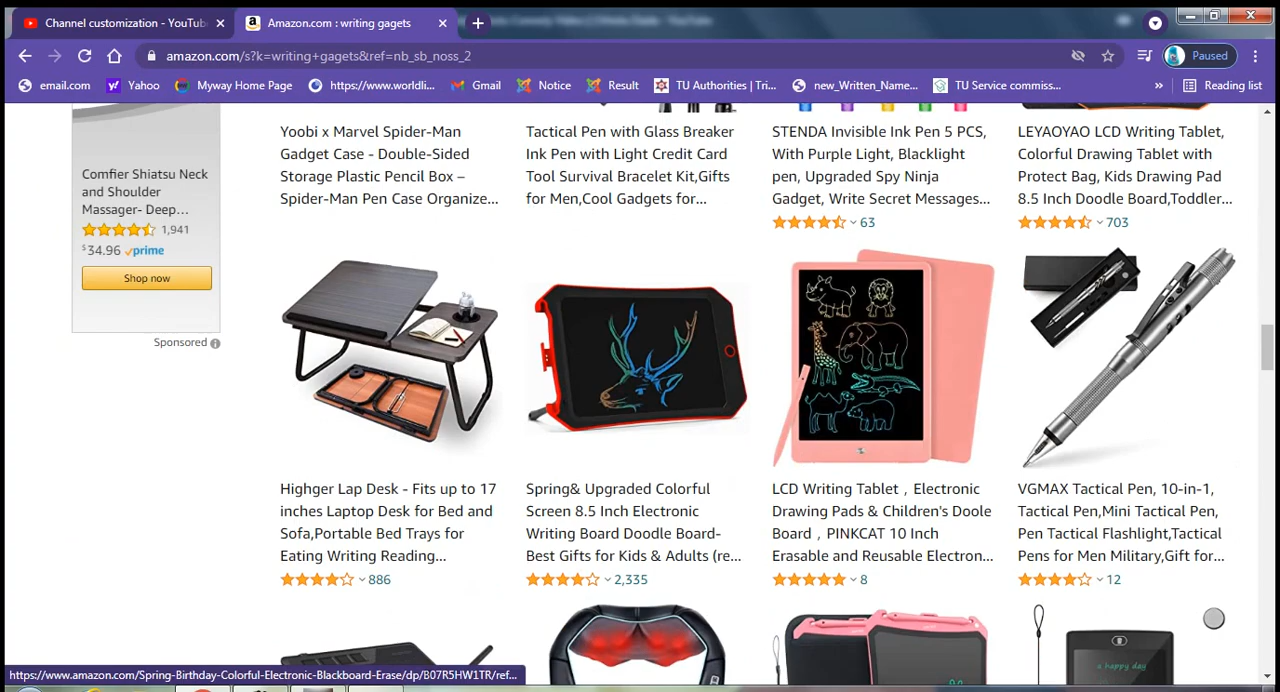 Channel customization - YouTub
Amazon.com : writing gagets
amazon.com/s?k=writing+gagets&ref=nb_sb_noss_2
Paused
email.com
Yahoo
Myway Home Page
https://www.worldli...
Gmail
Notice
Result
TU Authorities | Tri...
new_Written_Name...
TU Service commiss...
»
Reading list
Comfier Shiatsu Neck
and Shoulder
Massager- Deep...
1,941
$34.96 prime
Shop now
Sponsored
Yoobi x Marvel Spider-Man
Gadget Case - Double-Sided
Storage Plastic Pencil Box –
Spider-Man Pen Case Organize...
Tactical Pen with Glass Breaker
Ink Pen with Light Credit Card
Tool Survival Bracelet Kit,Gifts
for Men,Cool Gadgets for...
STENDA Invisible Ink Pen 5 PCS,
With Purple Light, Blacklight
pen, Upgraded Spy Ninja
Gadget, Write Secret Messages...
63
LEYAOYAO LCD Writing Tablet,
Colorful Drawing Tablet with
Protect Bag, Kids Drawing Pad
8.5 Inch Doodle Board,Toddler...
703
Highger Lap Desk - Fits up to 17
inches Laptop Desk for Bed and
Sofa,Portable Bed Trays for
Eating Writing Reading...
886
Spring& Upgraded Colorful
Screen 8.5 Inch Electronic
Writing Board Doodle Board-
Best Gifts for Kids & Adults (re...
2,335
LCD Writing Tablet，Electronic
Drawing Pads & Children's Doole
Board，PINKCAT 10 Inch
Erasable and Reusable Electron...
8
VGMAX Tactical Pen, 10-in-1,
Tactical Pen,Mini Tactical Pen,
Pen Tactical Flashlight,Tactical
Pens for Men Military,Gift for...
12
a happy day
https://www.amazon.com/Spring-Birthday-Colorful-Electronic-Blackboard-Erase/dp/B07R5HW1TR/ref...